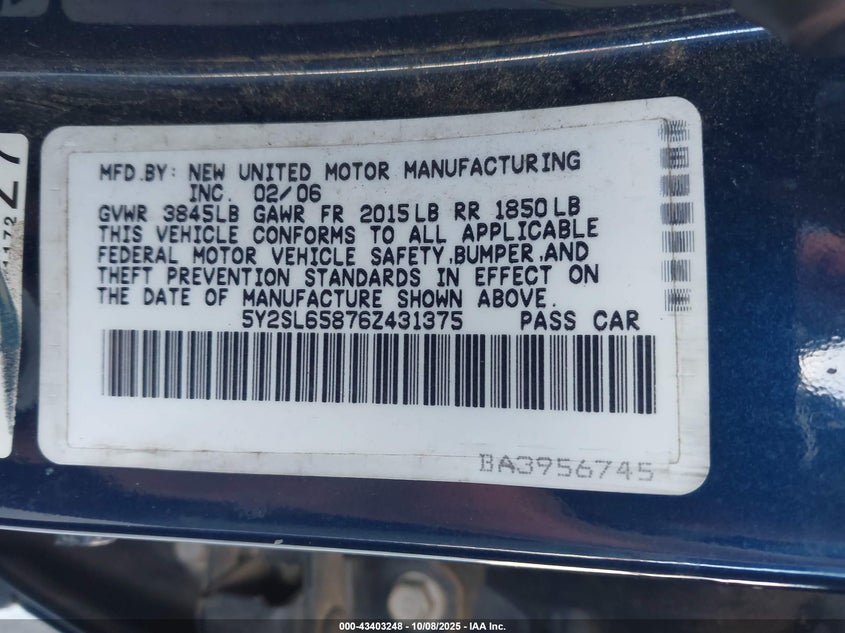 MFD.BY: NEW UNITED MOTOR MANUFACTURING
INC. 02/06
GVWR 3845LB GAWR FR 2015LB RR 1850LB
THIS VEHICLE CONFORMS TO ALL APPLICABLE
FEDERAL MOTOR VEHICLE SAFETY,BUMPER,AND
THEFT PREVENTION STANDARDS IN EFFECT ON
THE DATE OF MANUFACTURE SHOWN ABOVE.
5Y2SL65876Z431375 PASS CAR
BA3956745
000-43403248 - 10/08/2025 - IAA Inc.